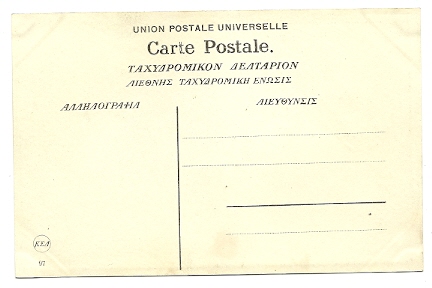 UNION POSTALE UNIVERSELLE
Carte Postale.
ΤΑΧΥΔΡΟΜΙΚΟΝ ΔΕΛΤΑΡΙΟΝ
ΔΙΕΘΝΗΣ ΤΑΧΥΔΡΟΜΙΚΗ ΕΝΩΣΙΣ
ΑΛΛΗΛΟΓΡΑΦΙΑ
ΔΙΕΥΘΥΝΣΙΣ